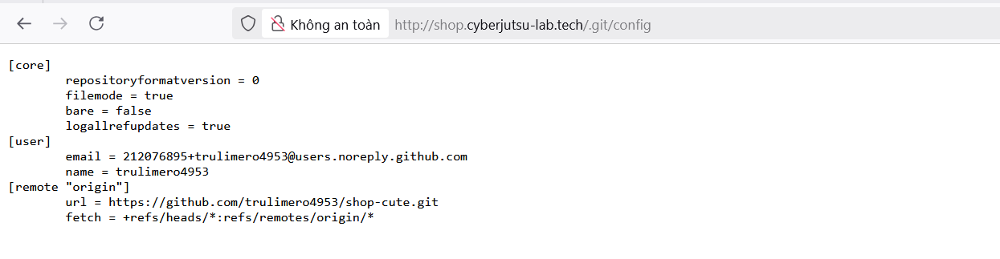 Không an toàn http://shop.cyberjutsu-lab.tech/.git/config
[core]
repositoryformatversion = 0
filemode = true
bare = false
logallrefupdates = true
[user]
email = 212076895+trulimero4953@users.noreply.github.com
name = trulimero4953
[remote "origin"]
url = https://github.com/trulimero4953/shop-cute.git
fetch = +refs/heads/*:refs/remotes/origin/*